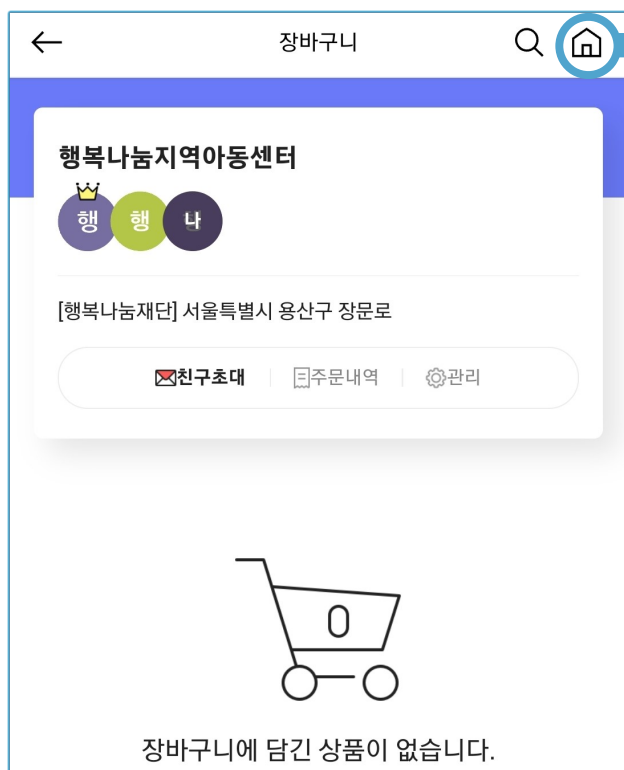 장바구니
행복나눔지역아동센터
행 행 나
[행복나눔재단] 서울특별시 용산구 장문로
친구초대 주문내역 관리
0
장바구니에 담긴 상품이 없습니다.